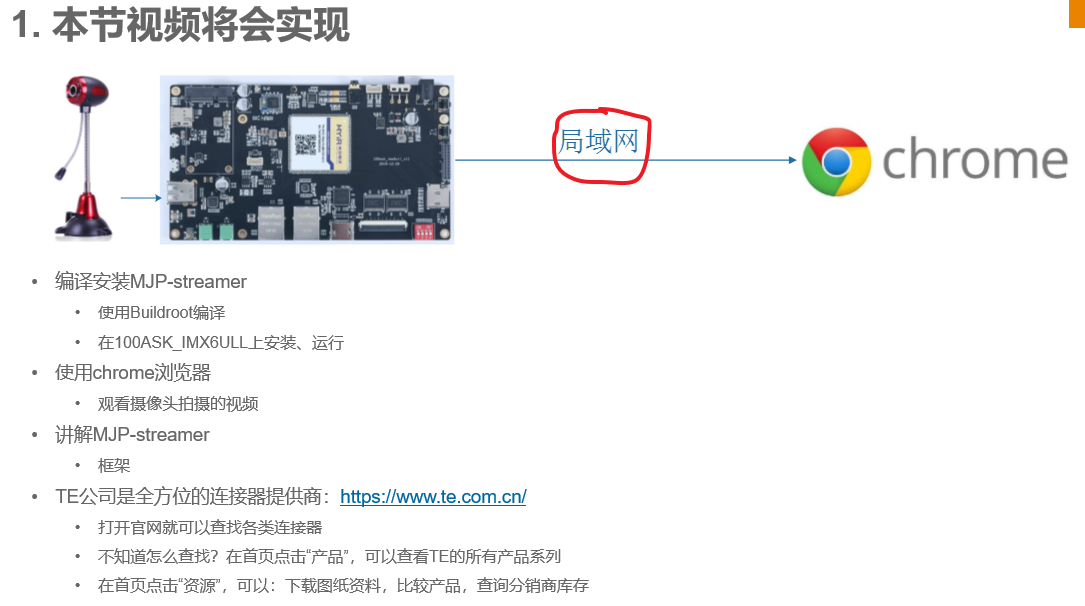 1. 本节视频将会实现
局域网
chrome
• 编译安装MJP-streamer
• 使用Buildroot编译
• 在100ASK_IMX6ULL上安装、运行
• 使用chrome浏览器
• 观看摄像头拍摄的视频
• 讲解MJP-streamer
• 框架
• TE公司是全方位的连接器提供商：https://www.te.com.cn/
• 打开官网就可以查找各类连接器
• 不知道怎么查找？在首页点击“产品”，可以查看TE的所有产品系列
• 在首页点击“资源”，可以：下载图纸资料，比较产品，查询分销商库存